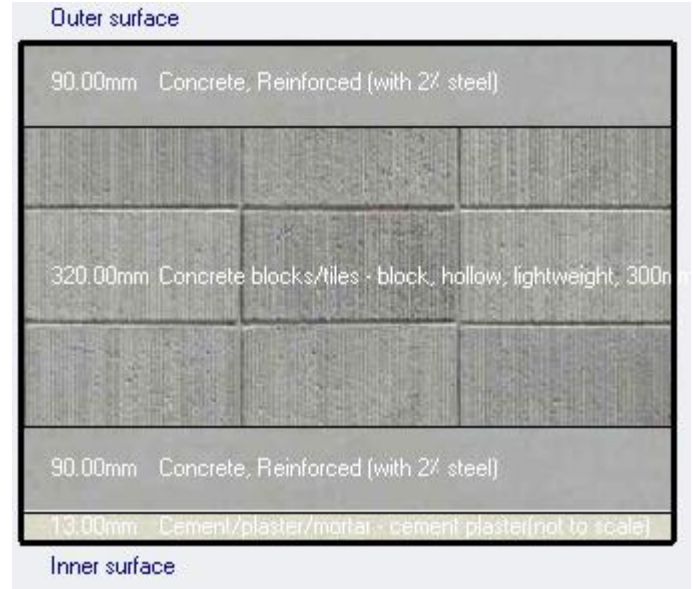 Outer surface
90.00mm Concrete, Reinforced (with 2% steel)
320.00mm Concrete blocks/tiles - block, hollow, lightweight, 300m
90.00mm Concrete, Reinforced (with 2% steel)
13.00mm Cement/plaster/mortar - cement plaster(not to scale)
Inner surface